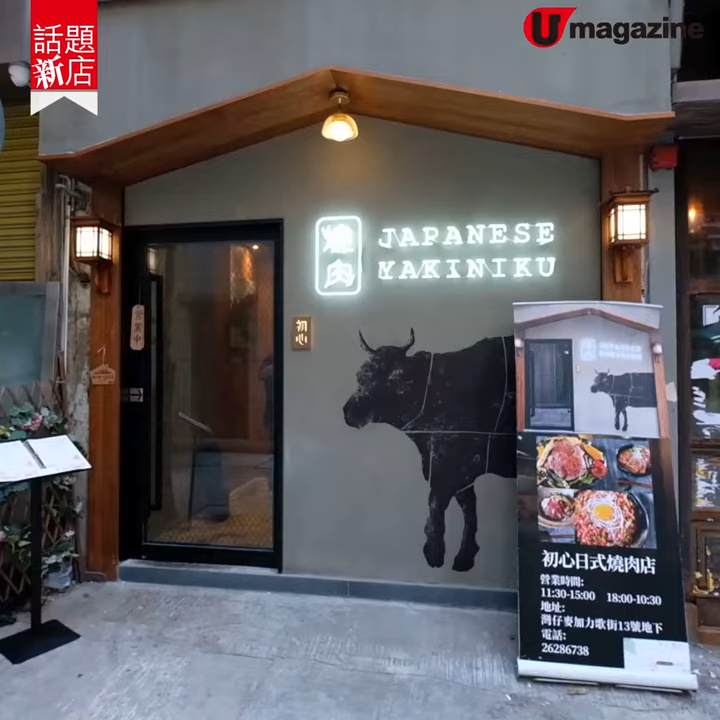 話題
新店
U magazine
燒肉
JAPANESE
YAKINIKU
營業中
初心
初心日式燒肉店
營業時間:
11:30-15:00 18:00-10:30
地址:
灣仔麥加力歌街13號地下
電話:
26286738